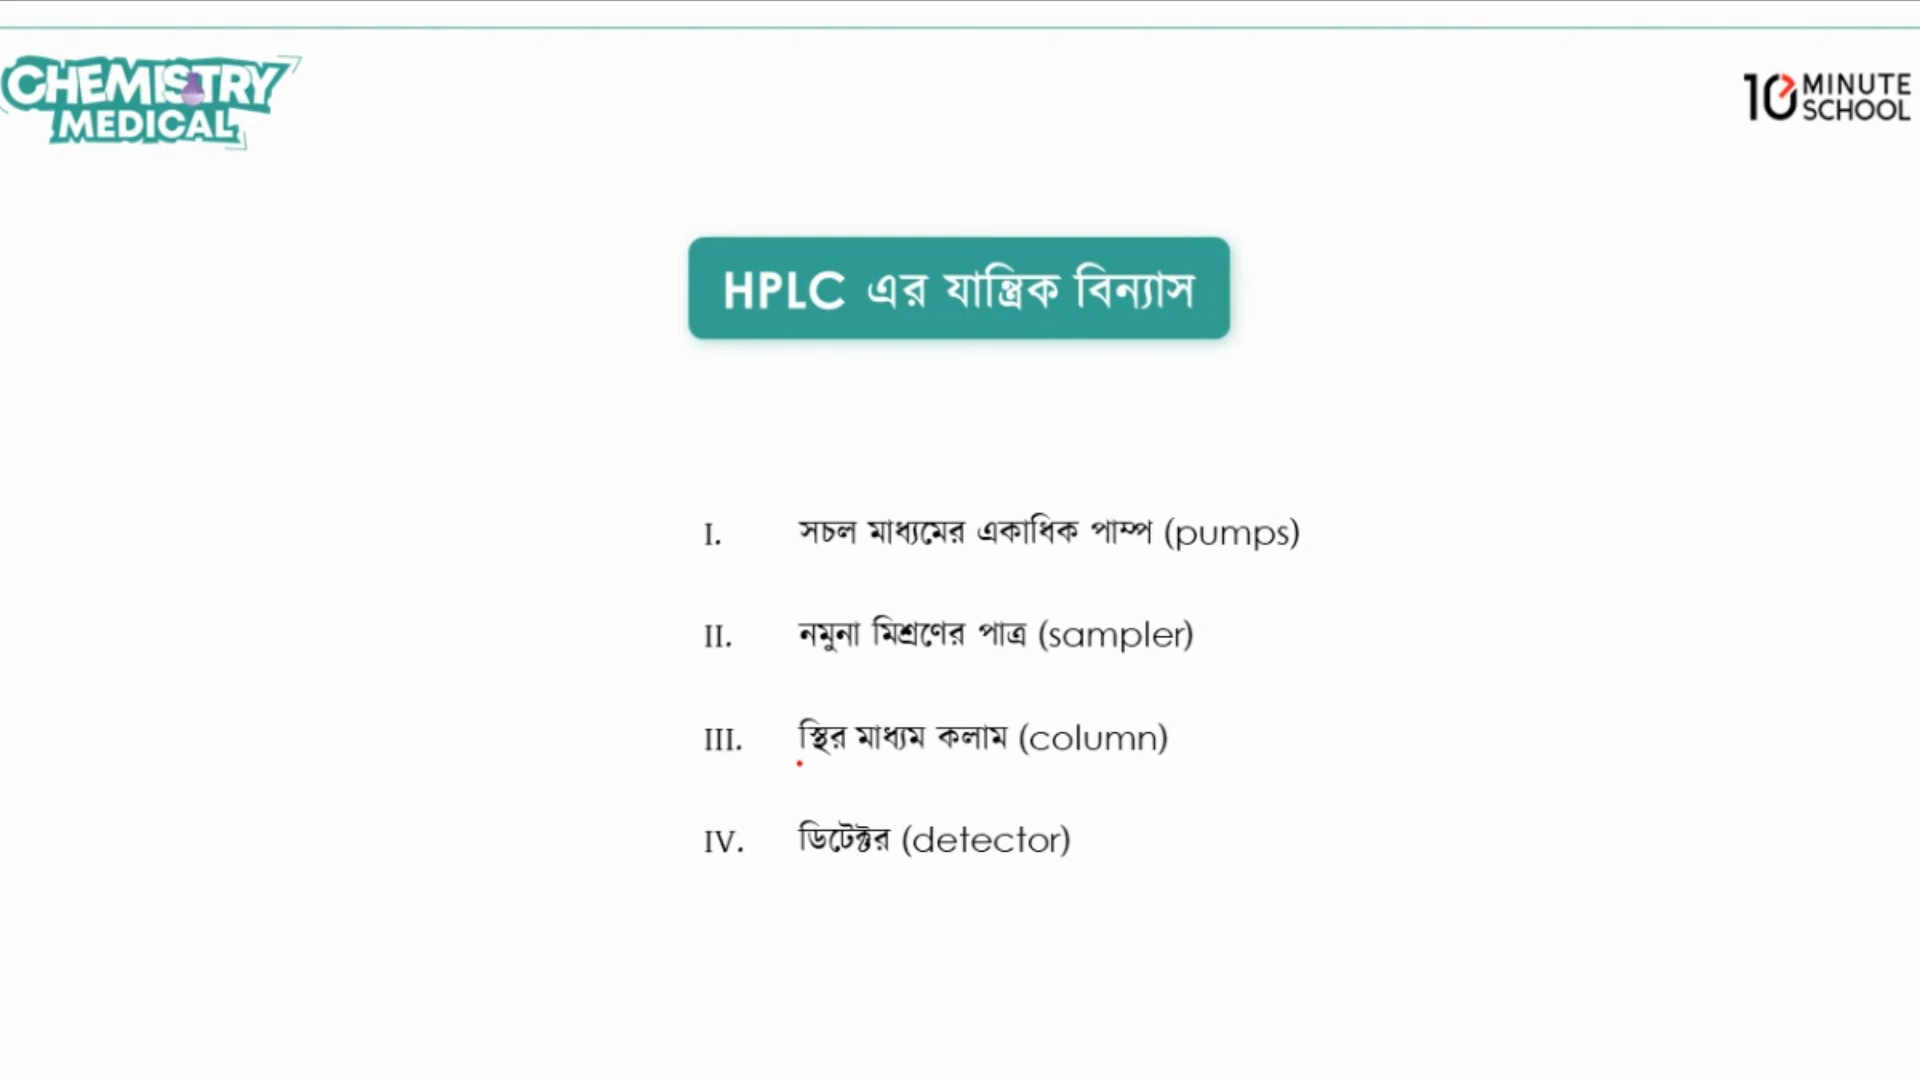 CHEMISTRY
MEDICAL
10 MINUTE
SCHOOL
HPLC এর যান্ত্রিক বিন্যাস
I. সচল মাধ্যমের একাধিক পাম্প (pumps)
II. নমুনা মিশ্রণের পাত্র (sampler)
III. স্থির মাধ্যম কলাম (column)
IV. ডিটেক্টর (detector)